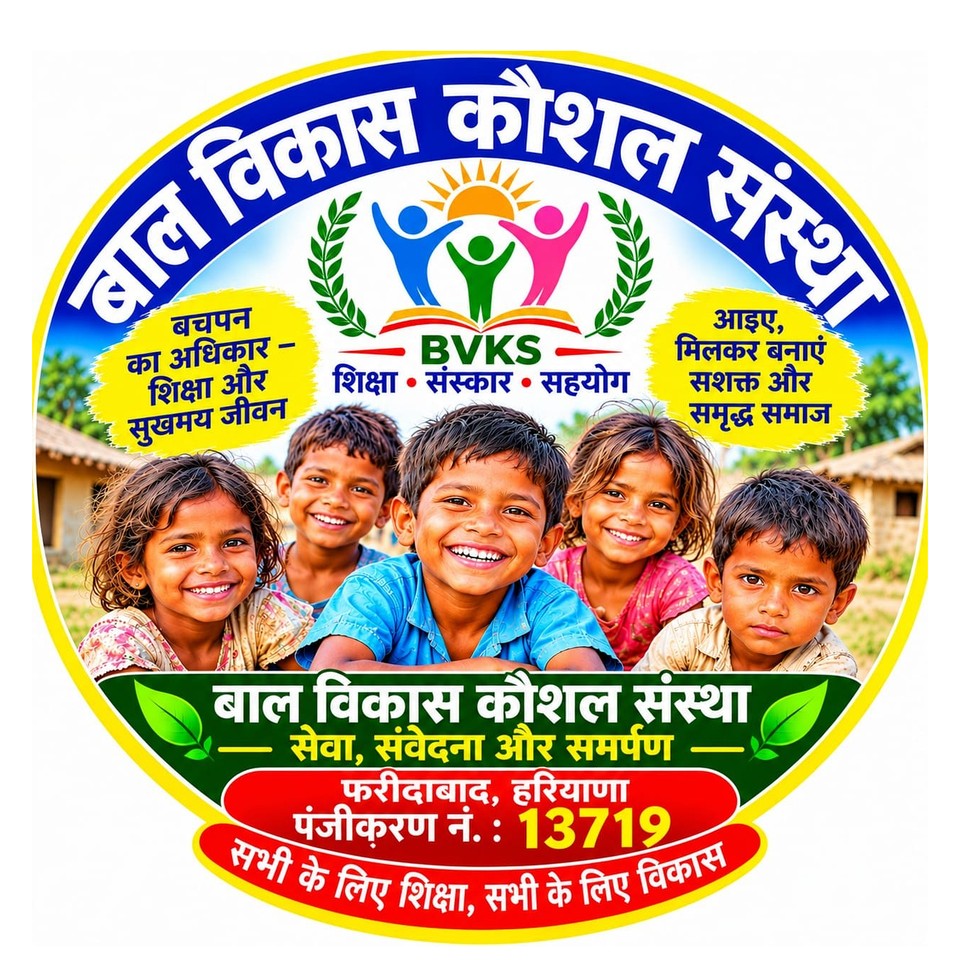 बाल विकास कौशल संस्था
बचपन
का अधिकार –
शिक्षा और
सुखमय जीवन
BVKS
शिक्षा • संस्कार • सहयोग
आइए,
मिलकर बनाएं
सशक्त और
समृद्ध समाज
बाल विकास कौशल संस्था
सेवा, संवेदना और समर्पण
फरीदाबाद, हरियाणा
पंजीक़रण नं. : 13719
सभी के लिए शिक्षा, सभी के लिए विकास